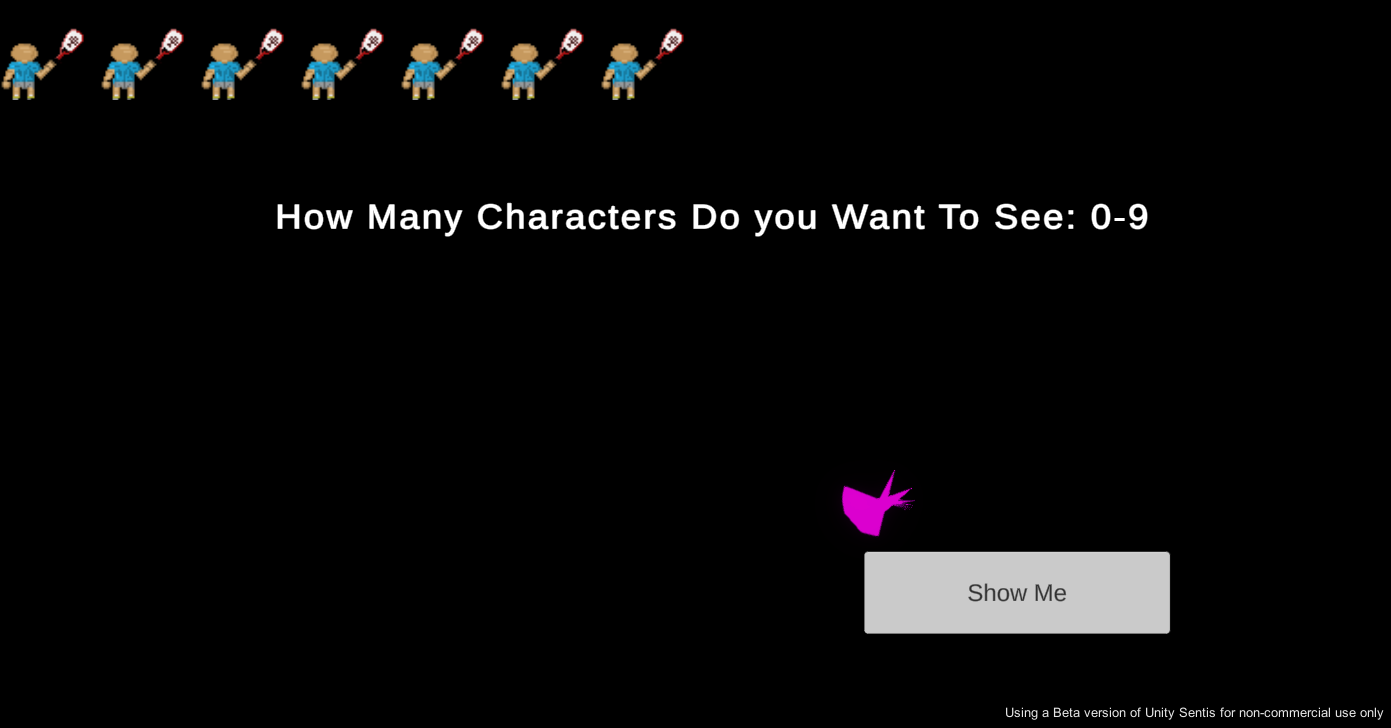 How Many Characters Do you Want To See: 0-9
Show Me
Using a Beta version of Unity Sentis for non-commercial use only